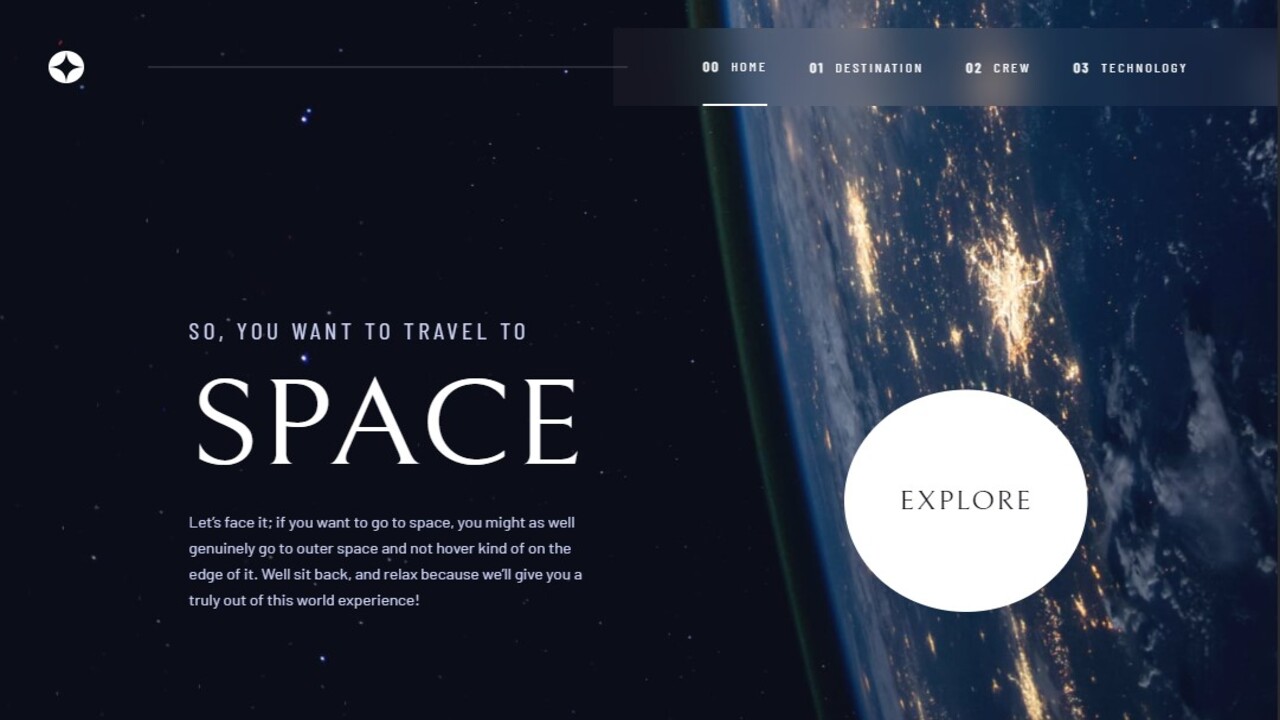 00 HOME 01 DESTINATION 02 CREW 03 TECHNOLOGY
SO, YOU WANT TO TRAVEL TO
SPACE
Let's face it; if you want to go to space, you might as well
genuinely go to outer space and not hover kind of on the
edge of it. Well sit back, and relax because we'll give you a
truly out of this world experience!
EXPLORE